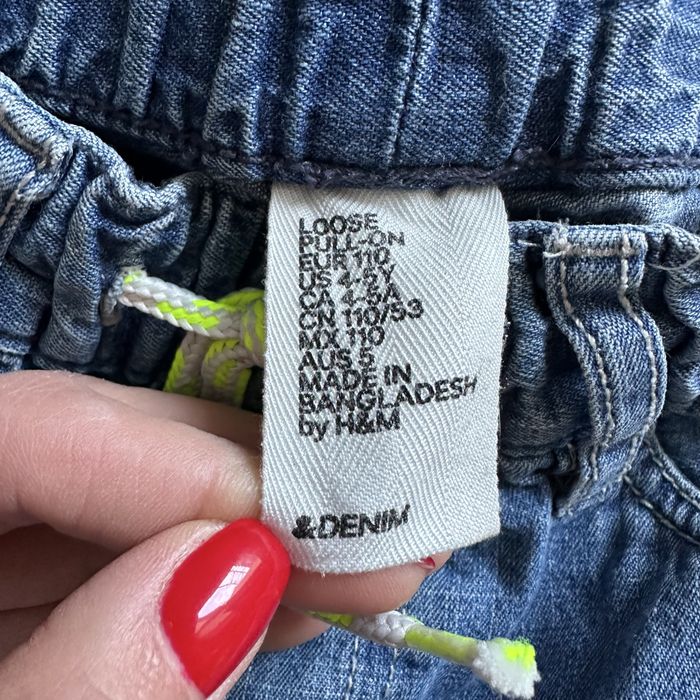 LOOSE
PULL-ON
EUR 110
US 4-5Y
CA 4-5A
CN 110/53
MX 110
AUS 5
MADE IN
BANGLADESH
by H&M
&DENIM